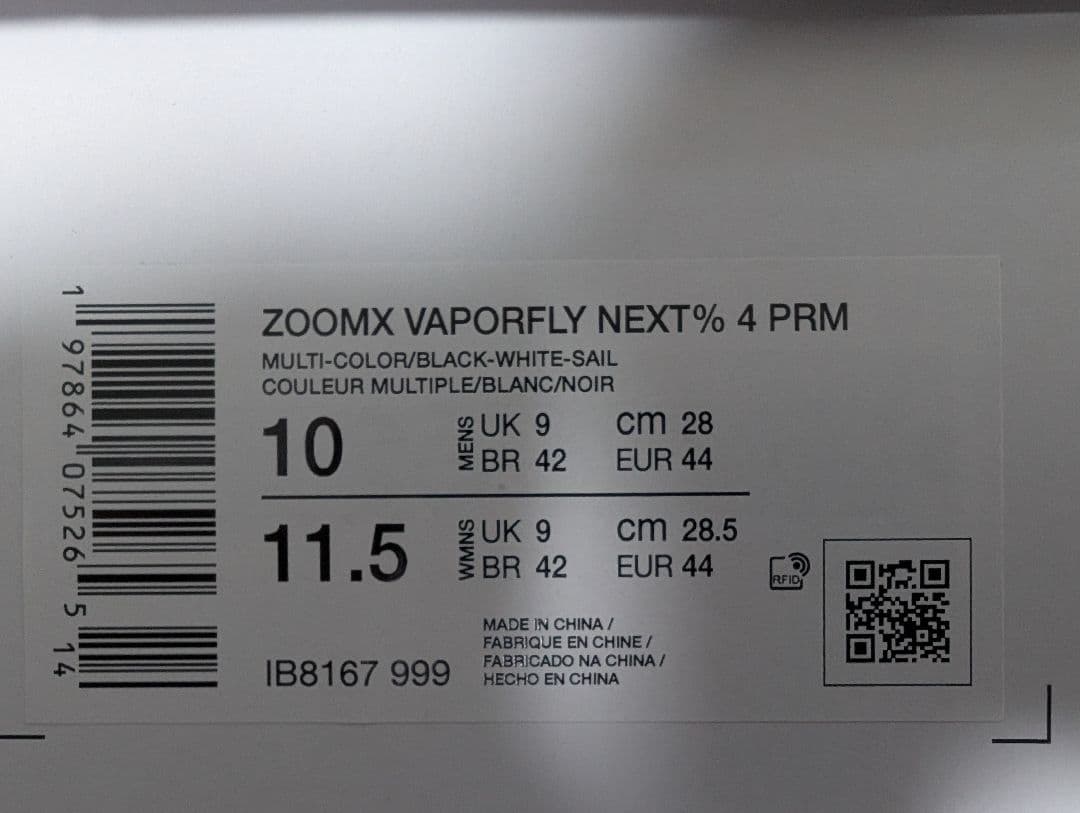 ZOOMX VAPORFLY NEXT% 4 PRM
MULTI-COLOR/BLACK-WHITE-SAIL
COULEUR MULTIPLE/BLANC/NOIR
10 MENS UK 9 cm 28
BR 42 EUR 44
11.5 WMNS UK 9 cm 28.5
BR 42 EUR 44
RFID
MADE IN CHINA /
FABRIQUE EN CHINE /
FABRICADO NA CHINA /
HECHO EN CHINA
IB8167 999
1 97864 07526 5 14